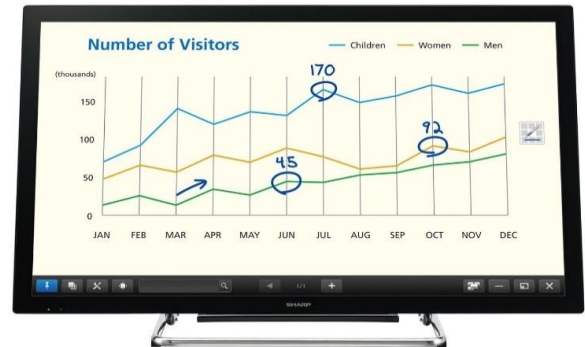 Number of Visitors
Children Women Men
(thousands)
170
150
100
92
45
50
0
JAN FEB MAR APR MAY JUN JUL AUG SEP OCT NOV DEC
1/1
SHARP